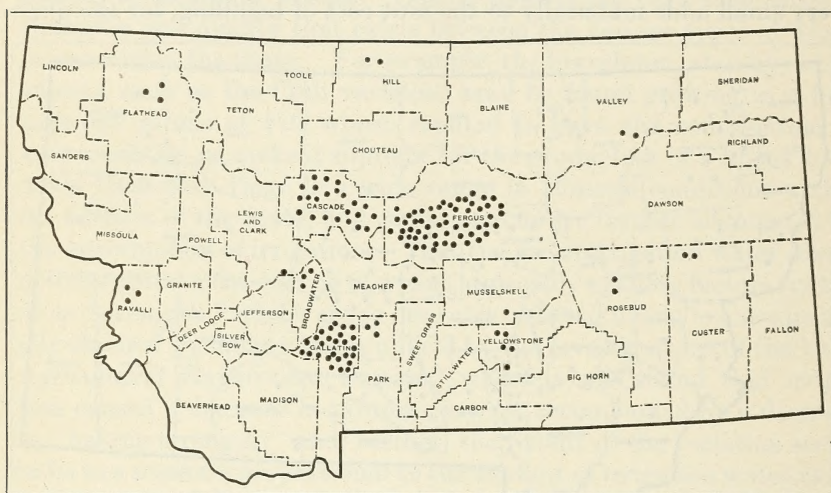 LINCOLN
FLATHEAD
TOOLE
HILL
BLAINE
VALLEY
SHERIDAN
TETON
CHOUTEAU
RICHLAND
SANDERS
DAWSON
CASCADE
FERGUS
LEWIS
AND
CLARK
MISSOULA
POWELL
MEAGHER
MUSSELSHELL
BROADWATER
GRANITE
RAVALLI
JEFFERSON
ROSEBUD
DEER LODGE
SILVER
BOW
GALLATIN
SWEET GRASS
YELLOWSTONE
CUSTER
FALLON
STILLWATER
PARK
BIG HORN
MADISON
BEAVERHEAD
CARBON